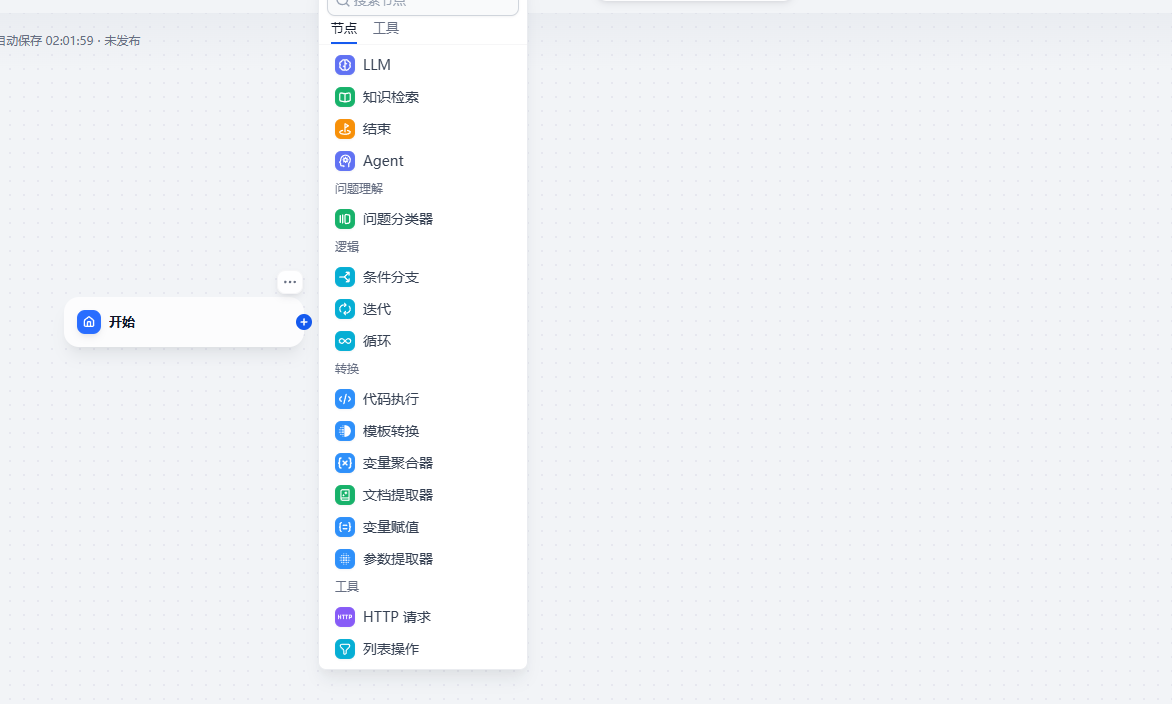 搜索节点
自动保存 02:01:59 · 未发布
节点 工具
LLM
知识检索
结束
Agent
问题理解
问题分类器
逻辑
条件分支
迭代
循环
开始
转换
代码执行
模板转换
变量聚合器
文档提取器
变量赋值
参数提取器
工具
HTTP
HTTP 请求
列表操作